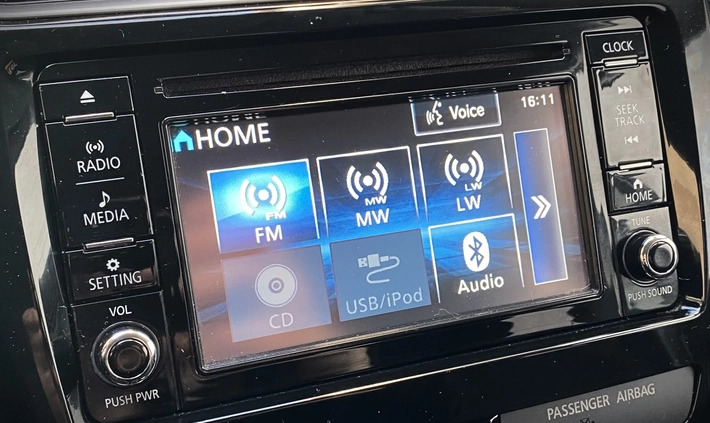 CLOCK
RADIO
MEDIA
SETTING
VOL
PUSH PWR
HOME
Voice
16:11
FM
FM
MW
MW
LW
LW
CD
USB/iPod
Audio
SEEK
TRACK
HOME
TUNE
PUSH SOUND
PASSENGER AIRBAG